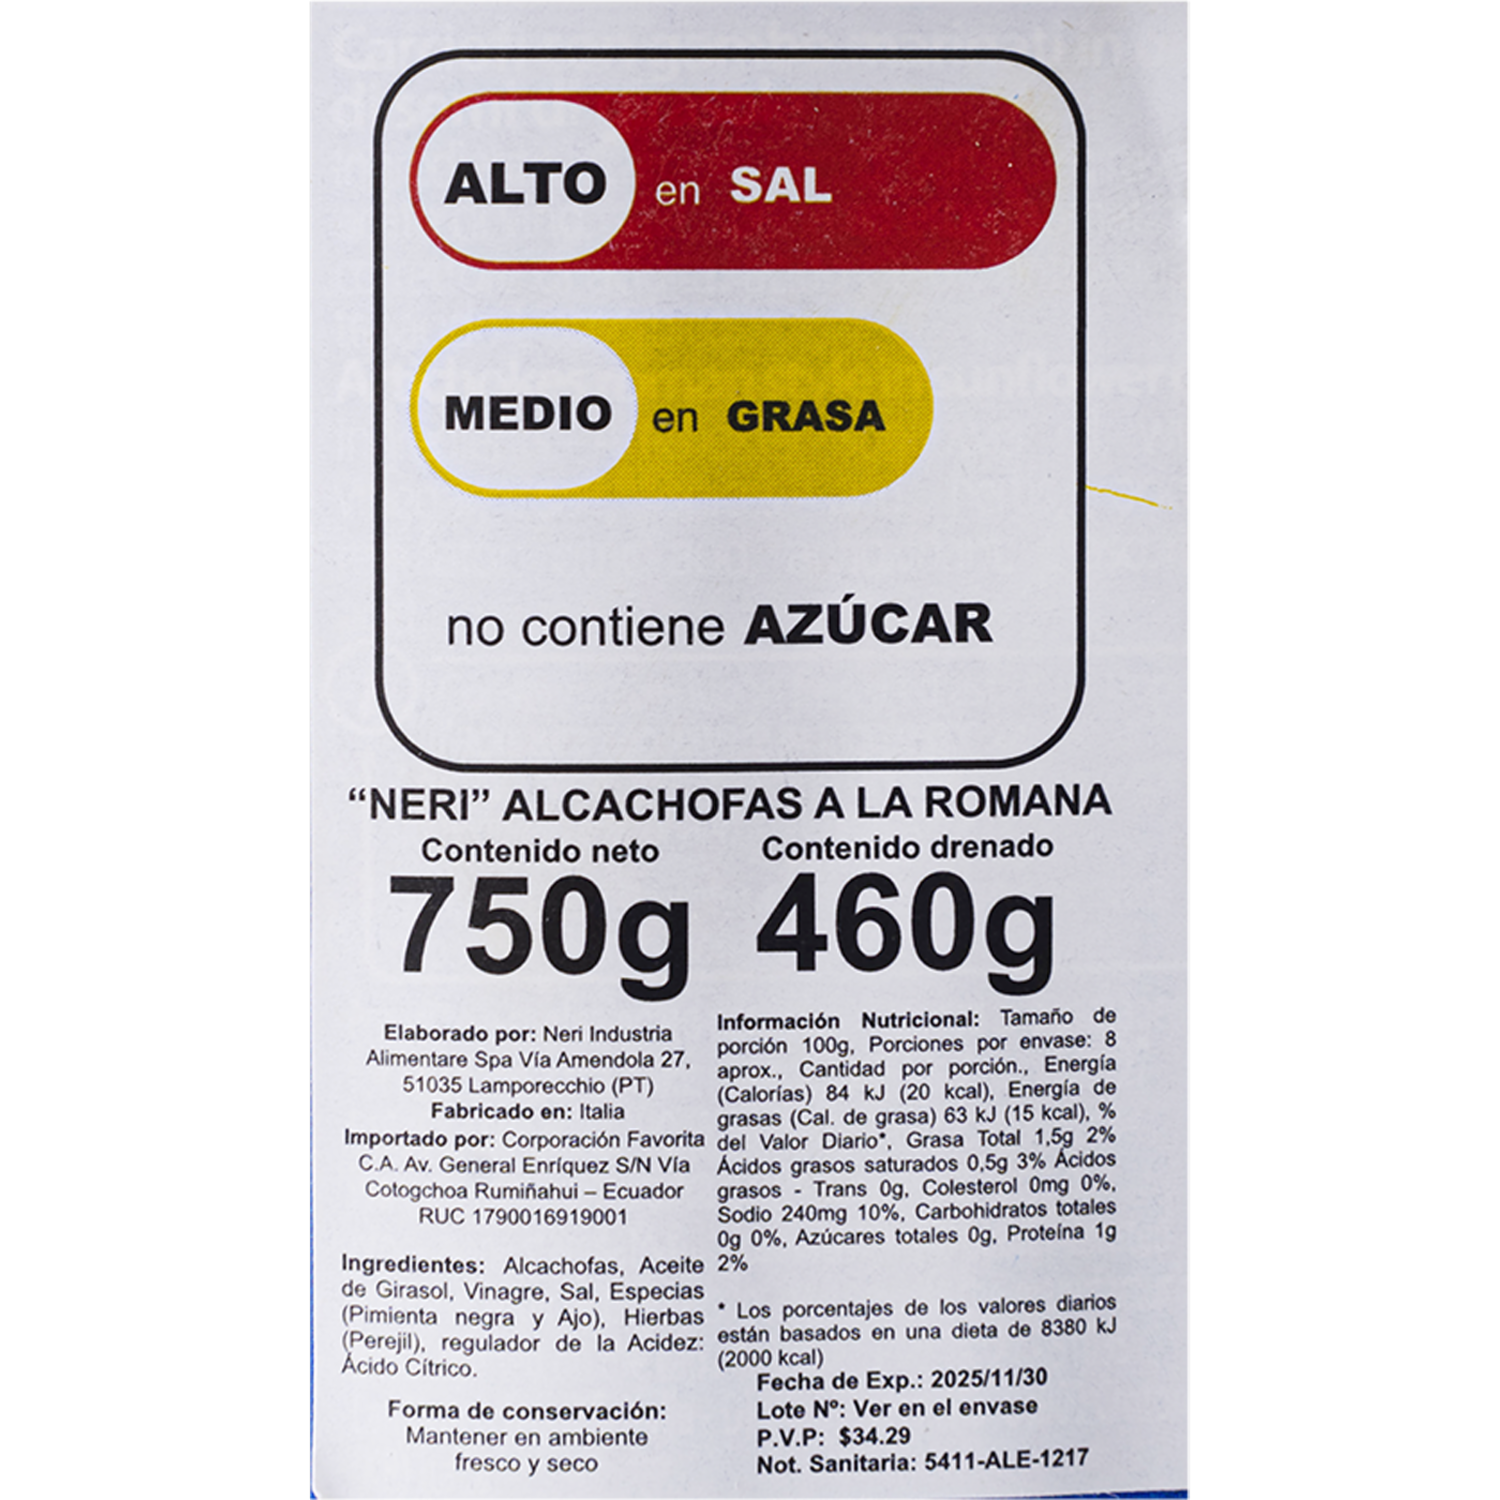 ALTO en SAL
MEDIO en GRASA
no contiene AZÚCAR
“NERI” ALCACHOFAS A LA ROMANA
Contenido neto
750g
Contenido drenado
460g
Elaborado por: Neri Industria
Alimentare Spa Vía Amendola 27,
51035 Lamporecchio (PT)
Fabricado en: Italia
Importado por: Corporación Favorita
C.A. Av. General Enríquez S/N Vía
Cotogchoa Rumiñahui – Ecuador
RUC 1790016919001
Ingredientes: Alcachofas, Aceite
de Girasol, Vinagre, Sal, Especias
(Pimienta negra y Ajo), Hierbas
(Perejil), regulador de la Acidez:
Ácido Cítrico.
Forma de conservación:
Mantener en ambiente
fresco y seco
Información Nutricional: Tamaño de
porción 100g, Porciones por envase: 8
aprox., Cantidad por porción., Energía
(Calorías) 84 kJ (20 kcal), Energía de
grasas (Cal. de grasa) 63 kJ (15 kcal), %
del Valor Diario*, Grasa Total 1,5g 2%
Ácidos grasos saturados 0,5g 3% Ácidos
grasos - Trans 0g, Colesterol 0mg 0%,
Sodio 240mg 10%, Carbohidratos totales
0g 0%, Azúcares totales 0g, Proteína 1g
2%
* Los porcentajes de los valores diarios
están basados en una dieta de 8380 kJ
(2000 kcal)
Fecha de Exp.: 2025/11/30
Lote Nº: Ver en el envase
P.V.P: $34.29
Not. Sanitaria: 5411-ALE-1217